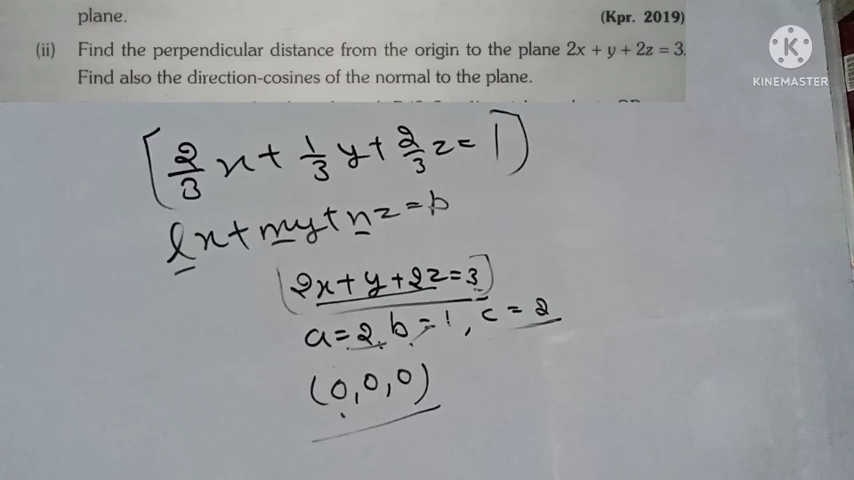 plane. (Kpr. 2019)
(ii) Find the perpendicular distance from the origin to the plane 2x + y + 2z = 3.
Find also the direction-cosines of the normal to the plane.
KINEMASTER
[2/3 x + 1/3 y + 2/3 z = 1]
lx + my + nz = p
(2x + y + 2z = 3)
a = 2, b = 1, c = 2
(0, 0, 0)